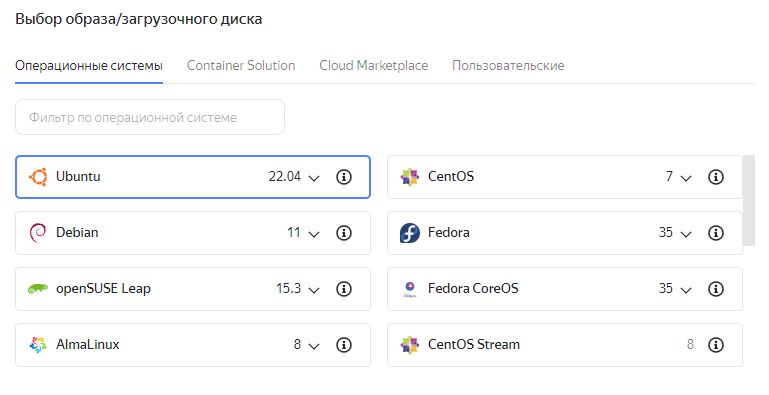 Выбор образа/загрузочного диска
Операционные системы Container Solution Cloud Marketplace Пользовательские
Фильтр по операционной системе
Ubuntu 22.04 CentOS 7
Debian 11 Fedora 35
openSUSE Leap 15.3 Fedora CoreOS 35
AlmaLinux 8 CentOS Stream 8